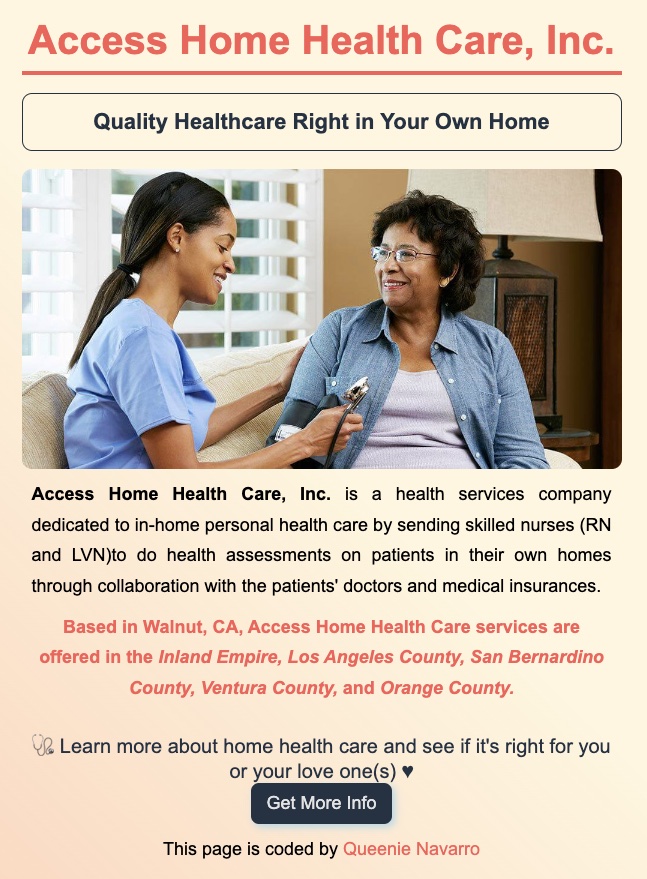 Access Home Health Care, Inc.
Quality Healthcare Right in Your Own Home
Access Home Health Care, Inc. is a health services company
dedicated to in-home personal health care by sending skilled nurses (RN
and LVN)to do health assessments on patients in their own homes
through collaboration with the patients' doctors and medical insurances.
Based in Walnut, CA, Access Home Health Care services are
offered in the Inland Empire, Los Angeles County, San Bernardino
County, Ventura County, and Orange County.
🩺 Learn more about home health care and see if it's right for you
or your love one(s) ♥
Get More Info
This page is coded by Queenie Navarro